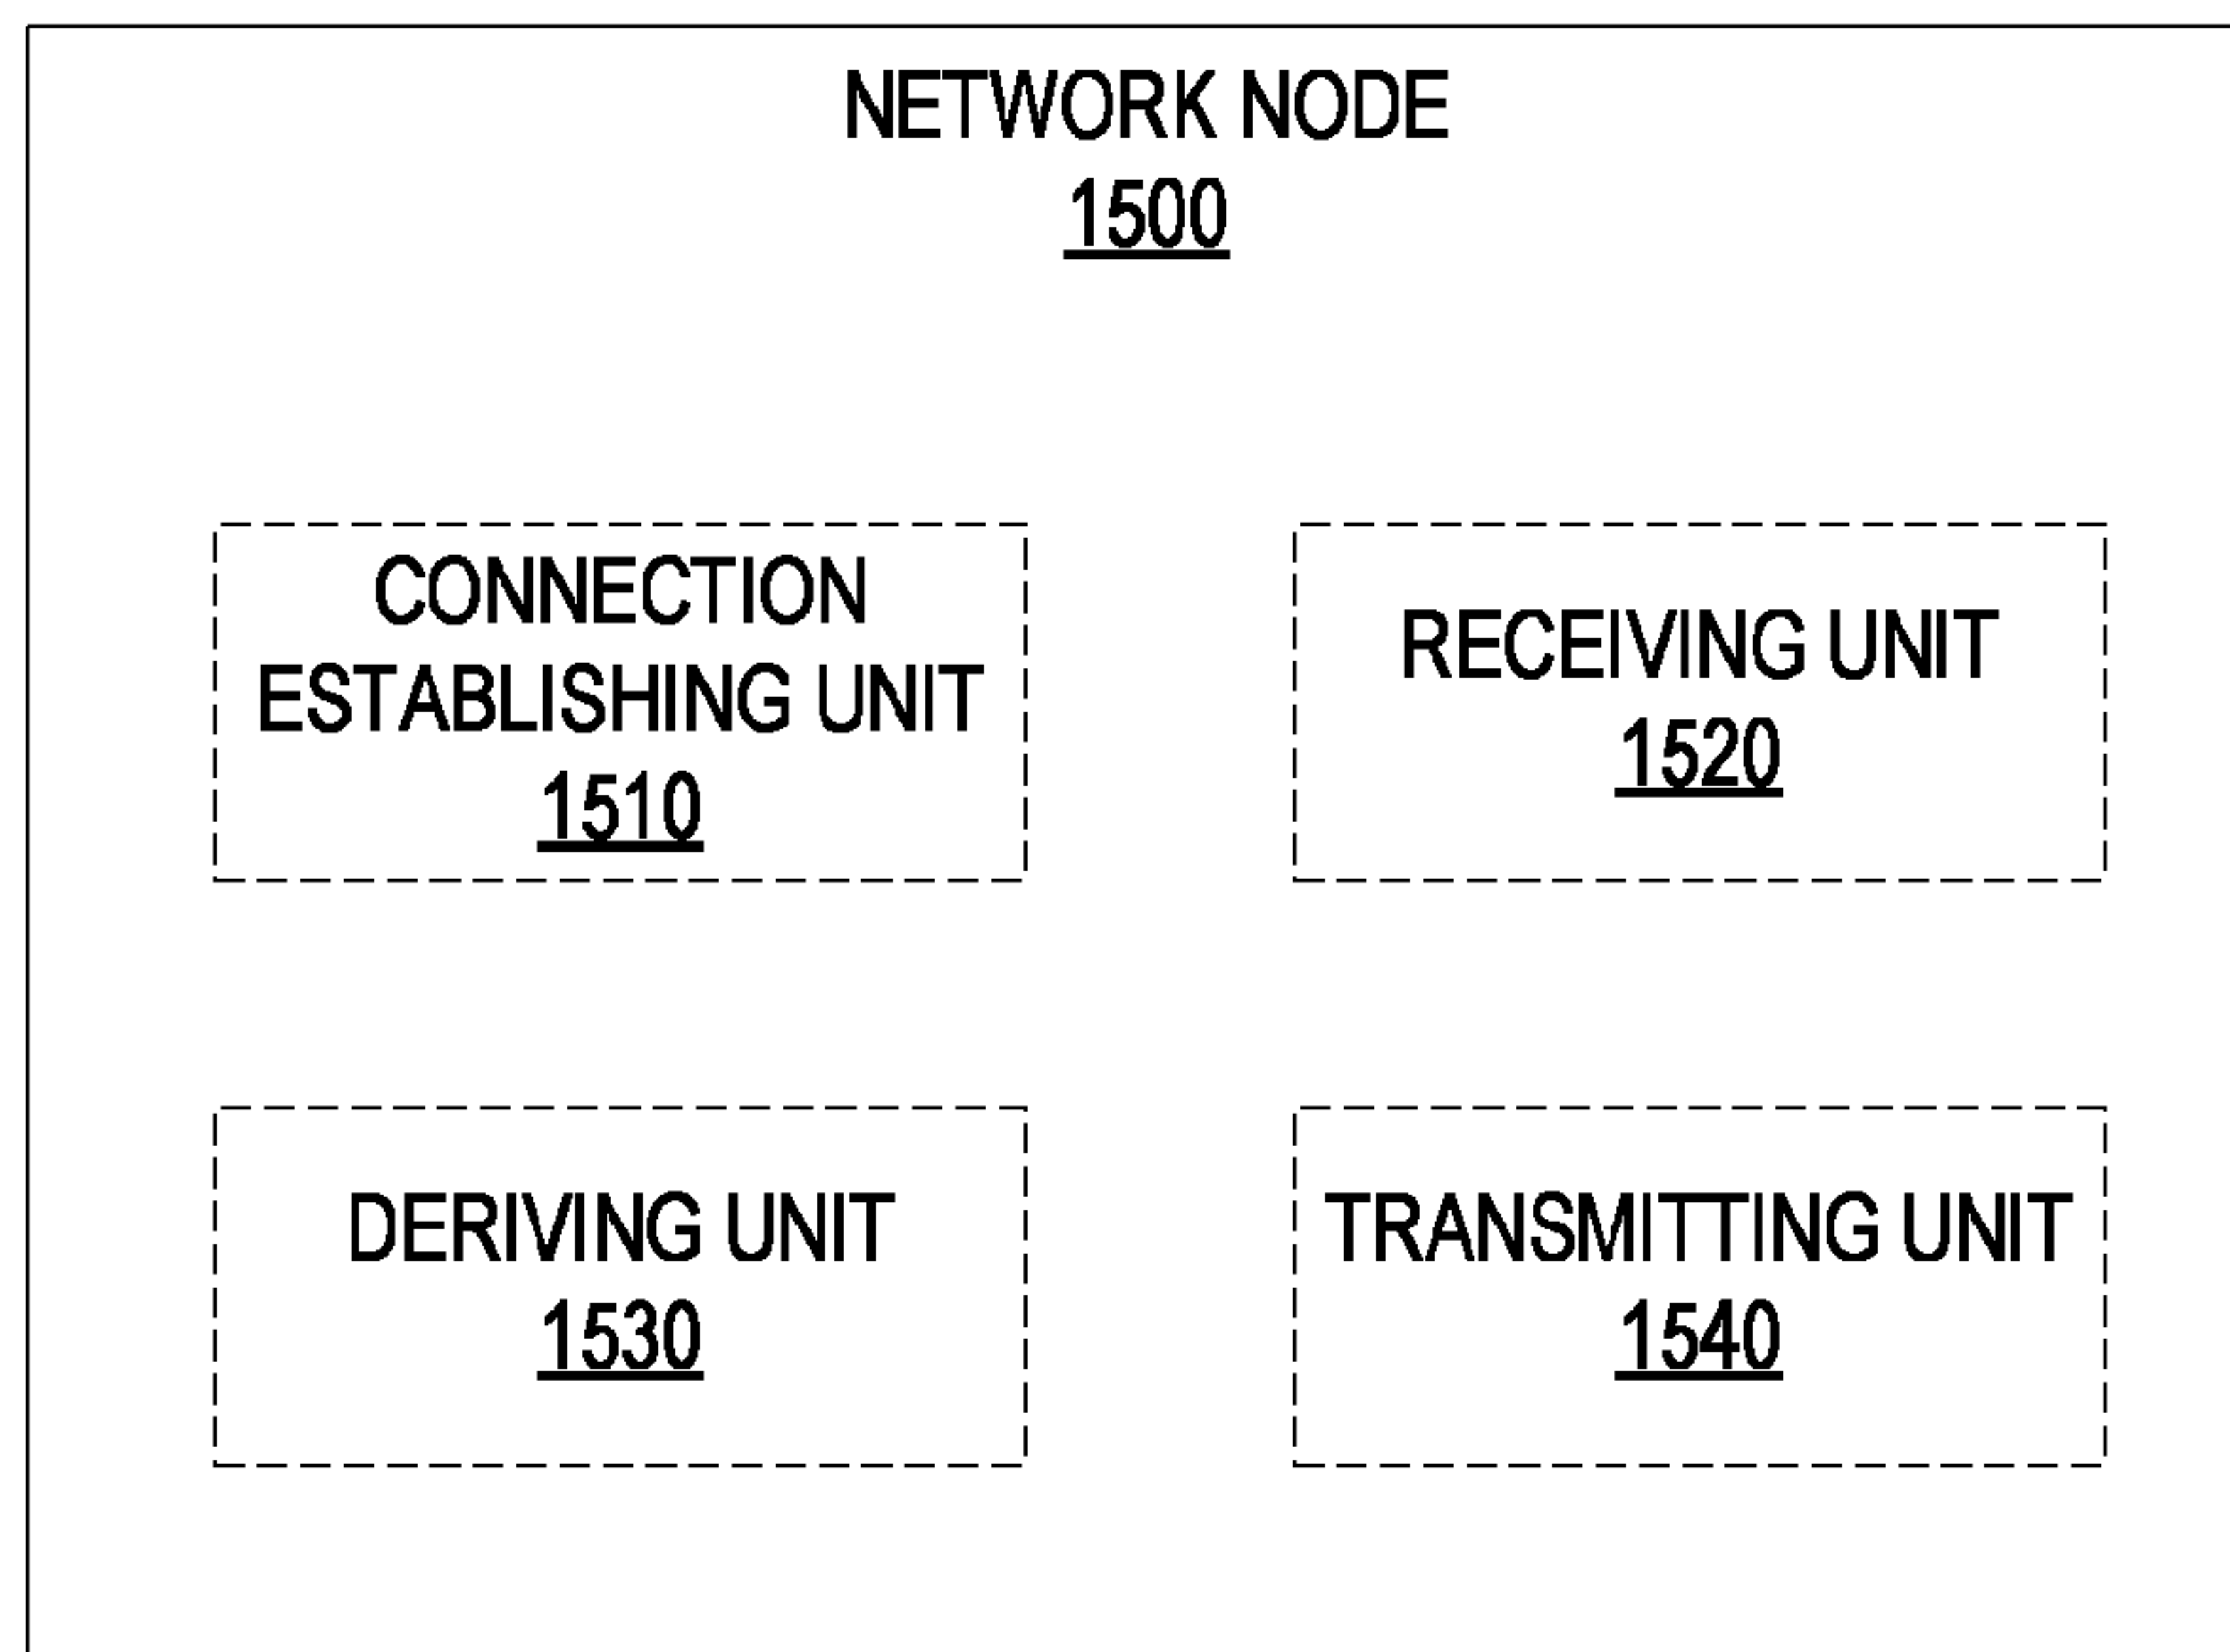 NETWORK NODE
1500
CONNECTION
ESTABLISHING UNIT
1510
RECEIVING UNIT
1520
DERIVING UNIT
1530
TRANSMITTING UNIT
1540